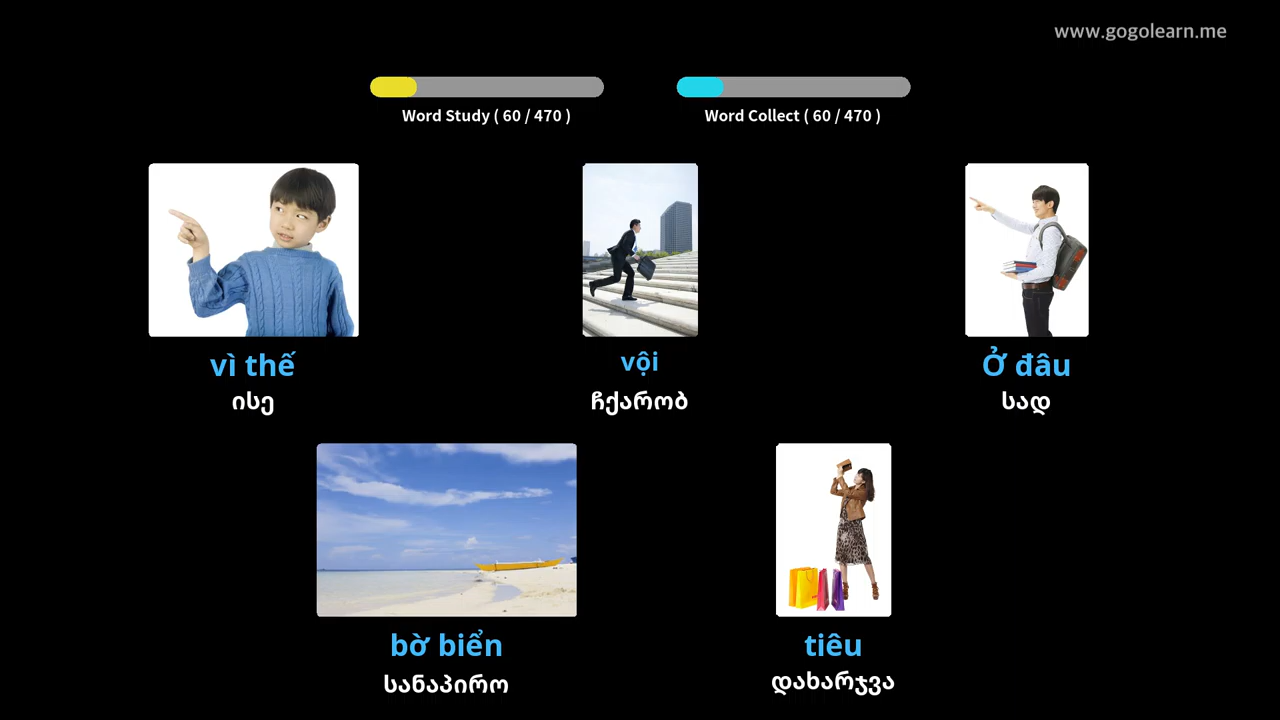 www.gogolearn.me
Word Study ( 60 / 470 )
Word Collect ( 60 / 470 )
vì thế
ისე
vội
ჩქარობ
Ở đâu
სად
bờ biển
სანაპირო
tiêu
დახარჯვა